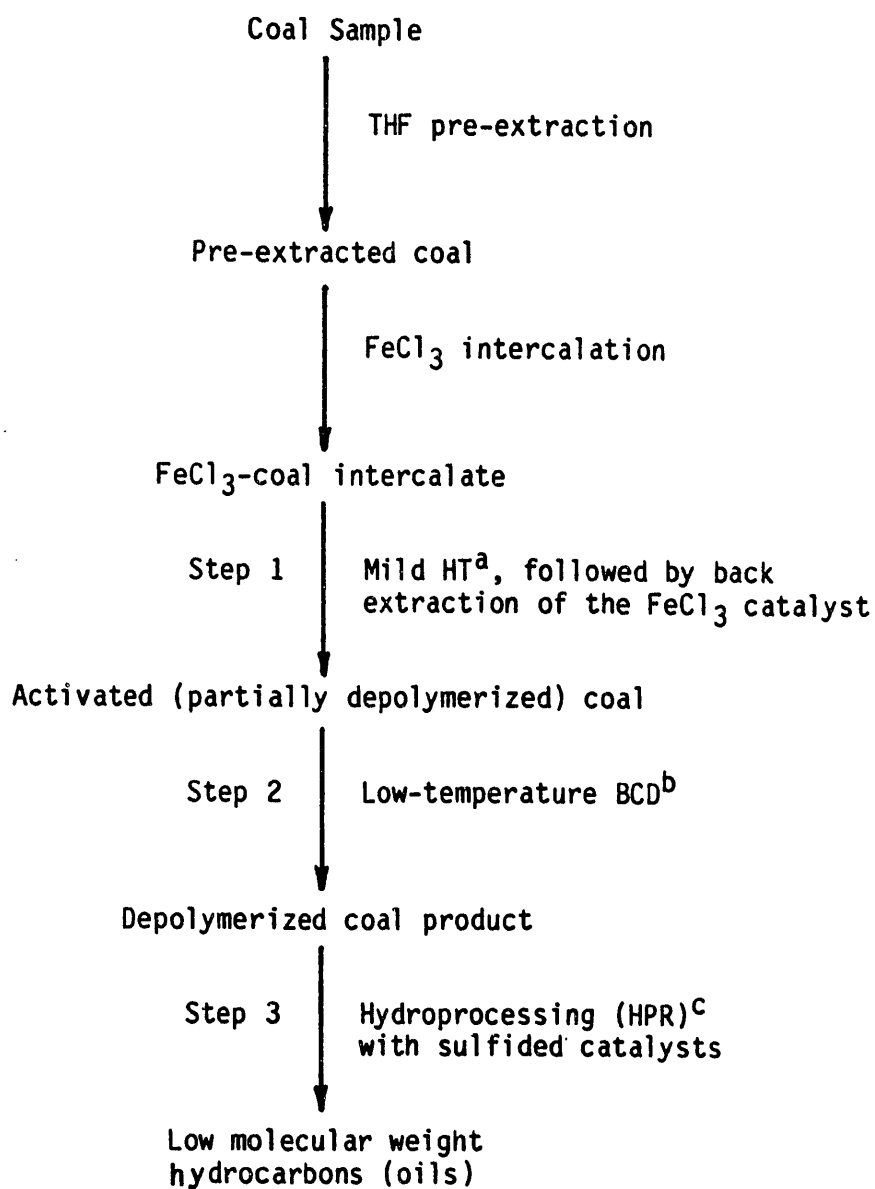 Coal Sample
THF pre-extraction
Pre-extracted coal
FeCl3 intercalation
FeCl3-coal intercalate
Step 1
Mild HTa, followed by back
extraction of the FeCl3 catalyst
Activated (partially depolymerized) coal
Step 2
Low-temperature BCDb
Depolymerized coal product
Step 3
Hydroprocessing (HPR)c
with sulfided catalysts
Low molecular weight
hydrocarbons (oils)